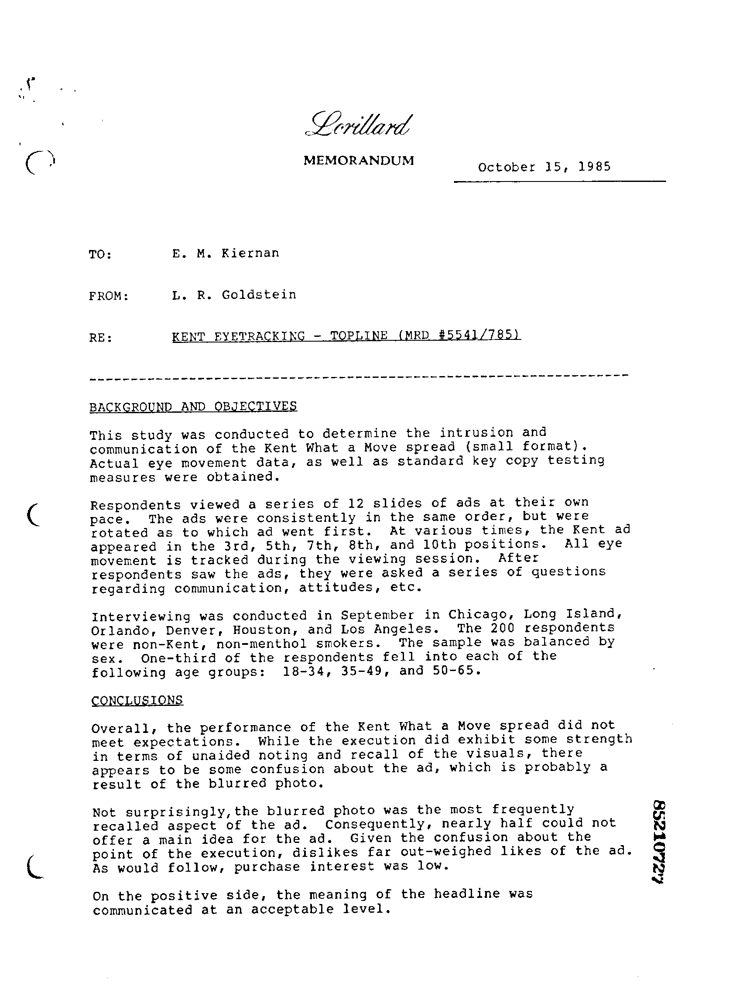 Lorillard
MEMORANDUM
October 15, 1985
TO: E. M. Kiernan
FROM: L. R. Goldstein
RE: KENT EYETRACKING - TOPLINE (MRD #5541/785)
BACKGROUND AND OBJECTIVES
This study was conducted to determine the intrusion and
communication of the Kent What a Move spread (small format).
Actual eye movement data, as well as standard key copy testing
measures were obtained.
Respondents viewed a series of 12 slides of ads at their own
pace. The ads were consistently in the same order, but were
rotated as to which ad went first. At various times, the Kent ad
appeared in the 3rd, 5th, 7th, 8th, and 10th positions. All eye
movement is tracked during the viewing session. After
respondents saw the ads, they were asked a series of questions
regarding communication, attitudes, etc.
Interviewing was conducted in September in Chicago, Long Island,
Orlando, Denver, Houston, and Los Angeles. The 200 respondents
were non-Kent, non-menthol smokers. The sample was balanced by
sex. One-third of the respondents fell into each of the
following age groups: 18-34, 35-49, and 50-65.
CONCLUSIONS
Overall, the performance of the Kent What a Move spread did not
meet expectations. While the execution did exhibit some strength
in terms of unaided noting and recall of the visuals, there
appears to be some confusion about the ad, which is probably a
result of the blurred photo.
Not surprisingly, the blurred photo was the most frequently
recalled aspect of the ad. Consequently, nearly half could not
offer a main idea for the ad. Given the confusion about the
point of the execution, dislikes far out-weighed likes of the ad.
As would follow, purchase interest was low.
On the positive side, the meaning of the headline was
communicated at an acceptable level.
85210727